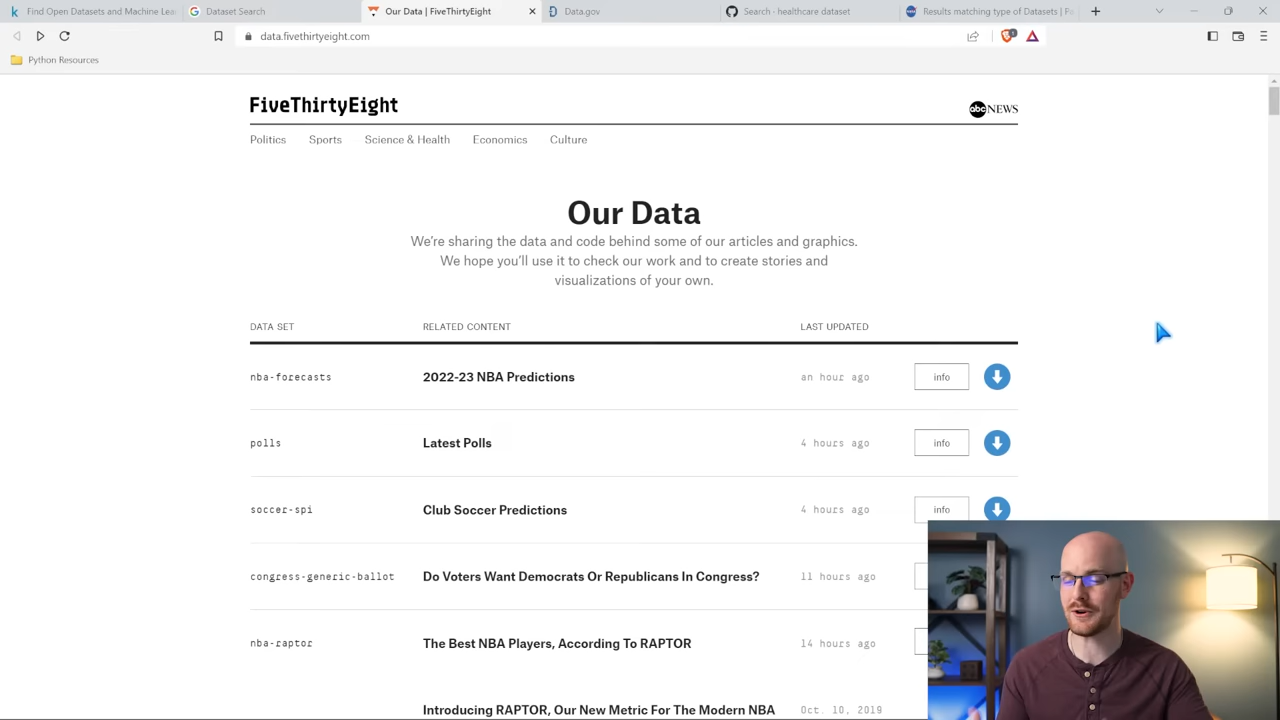 Find Open Datasets and Machine Lea
Dataset Search
Our Data | FiveThirtyEight
Data.gov
Search · healthcare dataset
Results matching type of Datasets | Po
data.fivethirtyeight.com
Python Resources
FiveThirtyEight
abc NEWS
Politics Sports Science & Health Economics Culture
Our Data
We're sharing the data and code behind some of our articles and graphics.
We hope you'll use it to check our work and to create stories and
visualizations of your own.
DATA SET RELATED CONTENT LAST UPDATED
nba-forecasts 2022-23 NBA Predictions an hour ago info
polls Latest Polls 4 hours ago info
soccer-spi Club Soccer Predictions 4 hours ago info
congress-generic-ballot Do Voters Want Democrats Or Republicans In Congress? 11 hours ago
nba-raptor The Best NBA Players, According To RAPTOR 14 hours ago
Introducing RAPTOR, Our New Metric For The Modern NBA Oct. 10, 2019